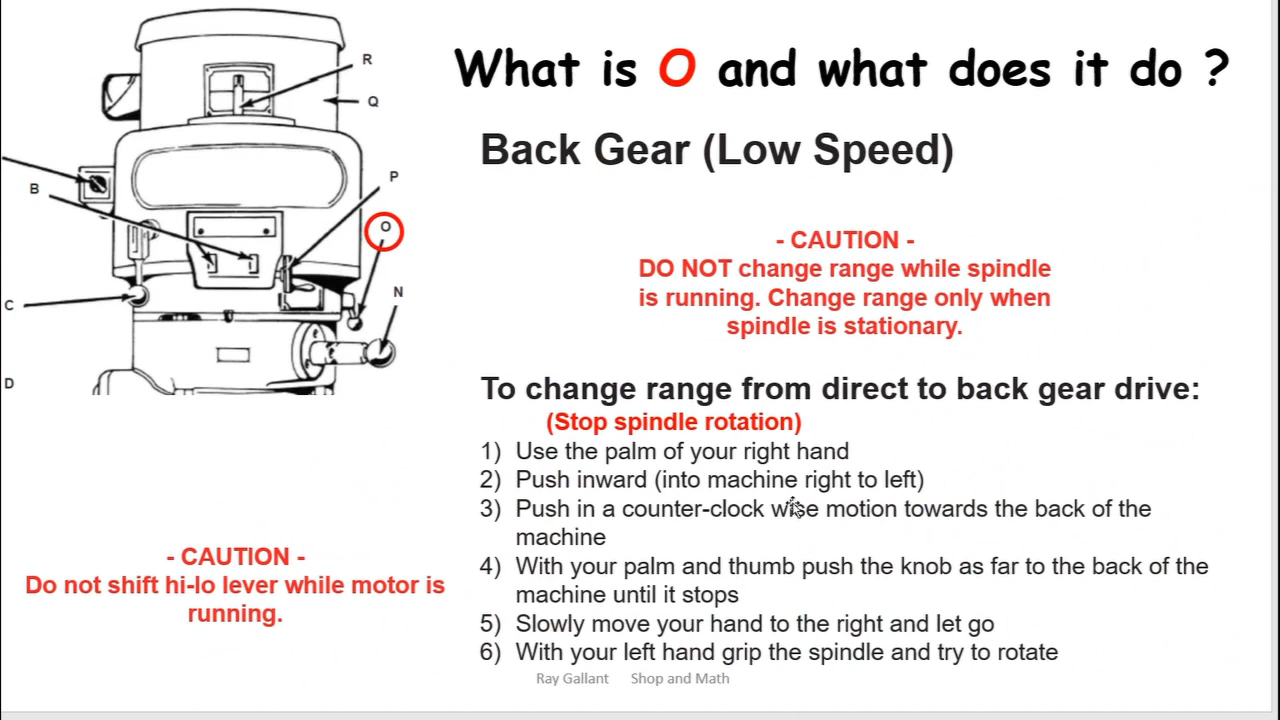 What is O and what does it do ?
Back Gear (Low Speed)
R
Q
P
B
O
N
C
D
- CAUTION -
DO NOT change range while spindle
is running. Change range only when
spindle is stationary.
To change range from direct to back gear drive:
(Stop spindle rotation)
1) Use the palm of your right hand
2) Push inward (into machine right to left)
3) Push in a counter-clock wise motion towards the back of the
machine
4) With your palm and thumb push the knob as far to the back of the
machine until it stops
5) Slowly move your hand to the right and let go
6) With your left hand grip the spindle and try to rotate
- CAUTION -
Do not shift hi-lo lever while motor is
running.
Ray Gallant Shop and Math